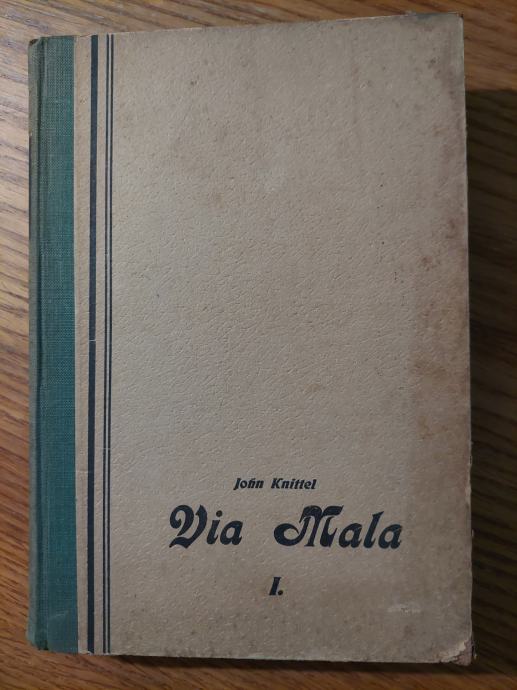 John Knittel
Via Mala
I.